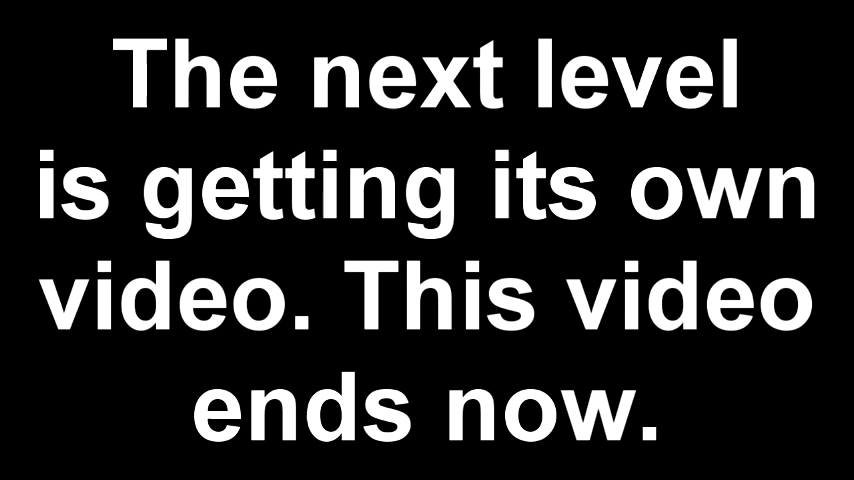 The next level
is getting its own
video. This video
ends now.